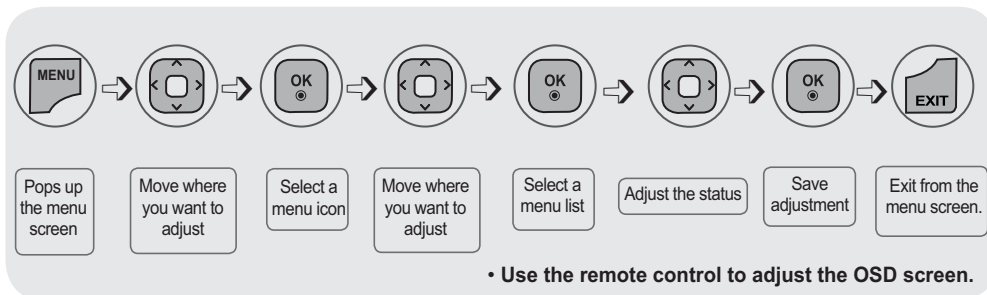 MENU
OK
OK
OK
EXIT
Pops up
the menu
screen
Move where
you want to
adjust
Select a
menu icon
Move where
you want to
adjust
Select a
menu list
Adjust the status
Save
adjustment
Exit from the
menu screen.
• Use the remote control to adjust the OSD screen.